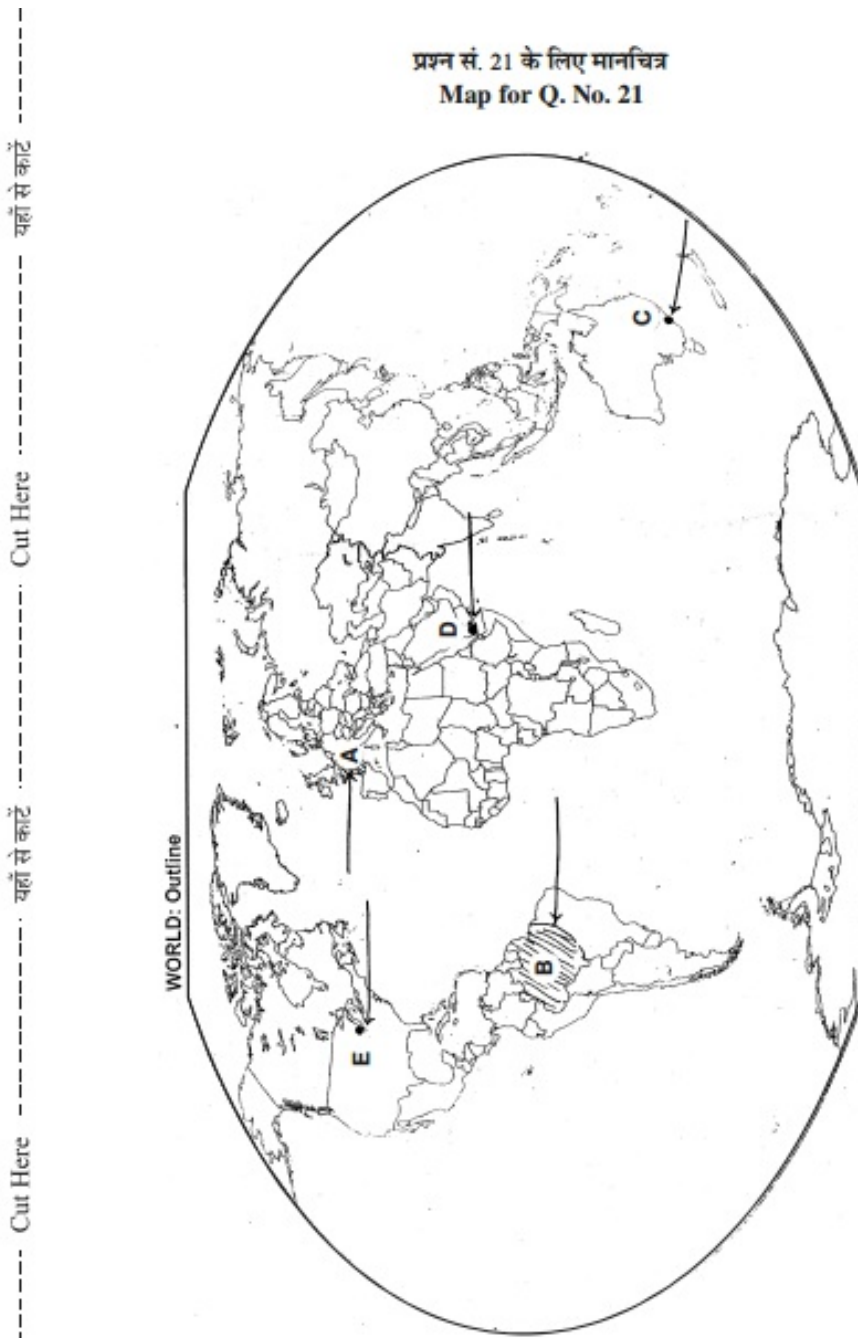 प्रश्न सं. 21 के लिए मानचित्र
Map for Q. No. 21
Cut Here यहाँ से काटें Cut Here यहाँ से काटें
WORLD: Outline
A
B
C
D
E